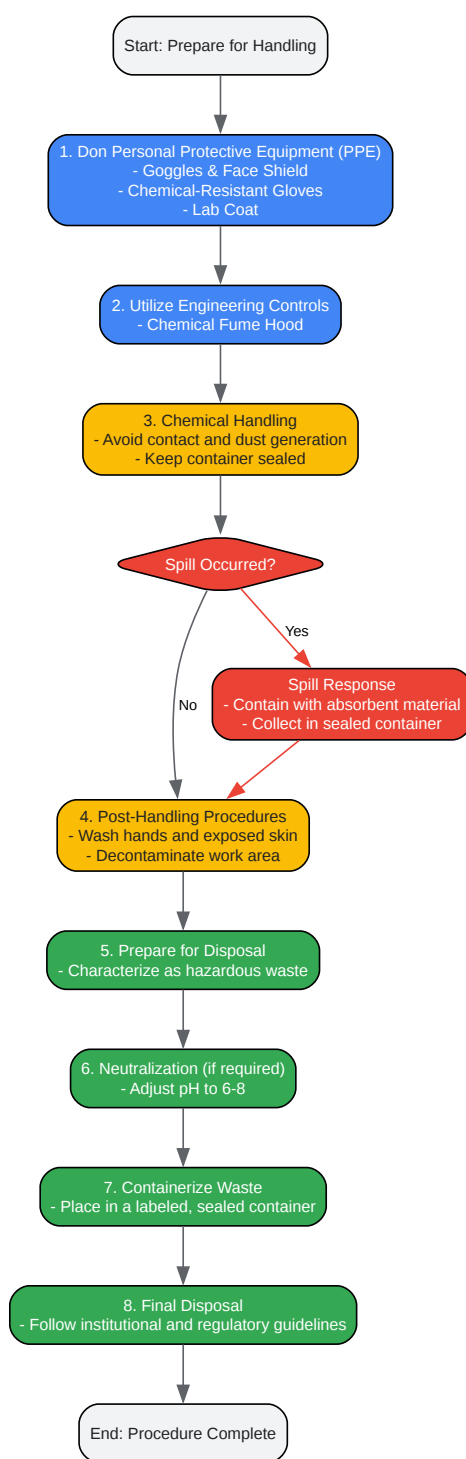 Start: Prepare for Handling
1. Don Personal Protective Equipment (PPE)
- Goggles & Face Shield
- Chemical-Resistant Gloves
- Lab Coat
2. Utilize Engineering Controls
- Chemical Fume Hood
3. Chemical Handling
- Avoid contact and dust generation
- Keep container sealed
Spill Occurred?
Yes
Spill Response
- Contain with absorbent material
- Collect in sealed container
No
4. Post-Handling Procedures
- Wash hands and exposed skin
- Decontaminate work area
5. Prepare for Disposal
- Characterize as hazardous waste
6. Neutralization (if required)
- Adjust pH to 6-8
7. Containerize Waste
- Place in a labeled, sealed container
8. Final Disposal
- Follow institutional and regulatory guidelines
End: Procedure Complete